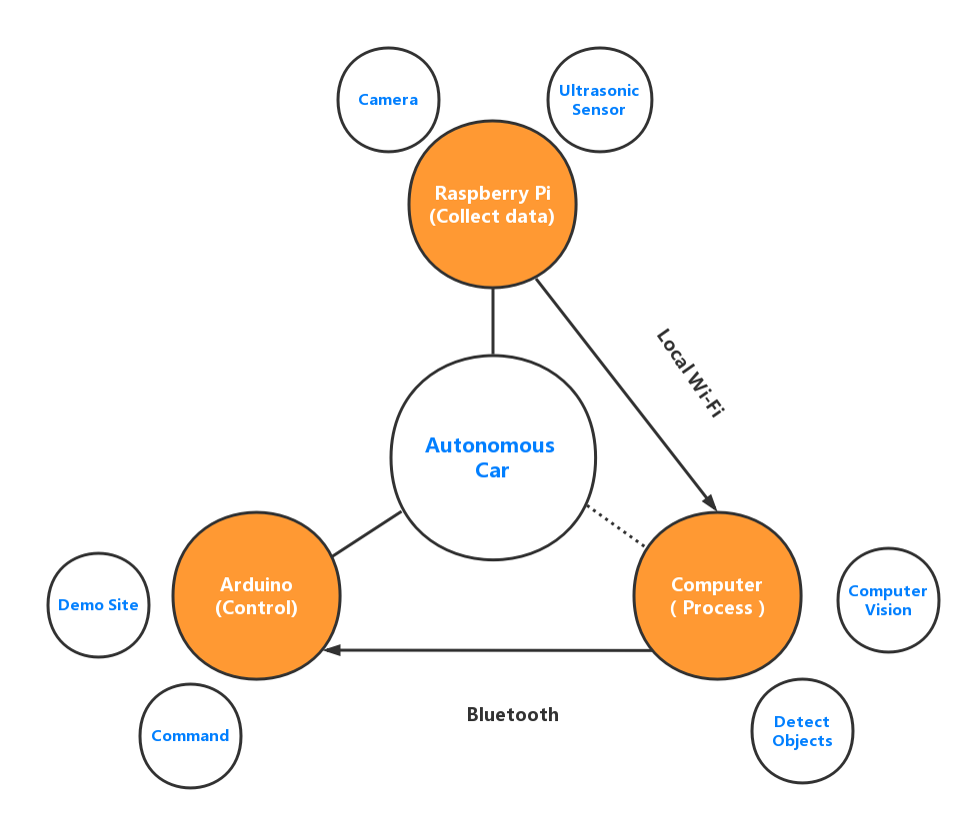 Camera
Ultrasonic
Sensor
Raspberry Pi
(Collect data)
Local Wi-Fi
Autonomous
Car
Arduino
(Control)
Computer
( Process )
Demo Site
Computer
Vision
Bluetooth
Command
Detect
Objects